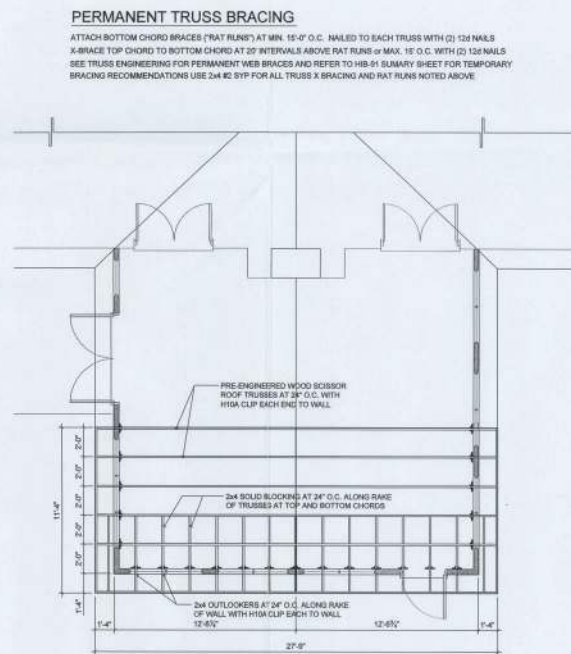 PERMANENT TRUSS BRACING
ATTACH BOTTOM CHORD BRACES ("RAT RUNS") AT MIN. 15'-0" O.C. NAILED TO EACH TRUSS WITH (2) 12d NAILS
X-BRACE TOP CHORD TO BOTTOM CHORD AT 20' INTERVALS ABOVE RAT RUNS or MAX. 15' O.C. WITH (2) 12d NAILS
SEE TRUSS ENGINEERING FOR PERMANENT WEB BRACES AND REFER TO HIB-91 SUMARY SHEET FOR TEMPORARY
BRACING RECOMMENDATIONS USE 2x4 #2 SYP FOR ALL TRUSS X BRACING AND RAT RUNS NOTED ABOVE
PRE-ENGINEERED WOOD SCISSOR
ROOF TRUSSES AT 24" O.C. WITH
H10A CLIP EACH END TO WALL
2'-0"
2'-0"
11'-4"
2'-0"
2x4 SOLID BLOCKING AT 24" O.C. ALONG RAKE
OF TRUSSES AT TOP AND BOTTOM CHORDS
2'-0"
2'-0"
1'-4"
2x4 OUTLOOKERS AT 24" O.C. ALONG RAKE
OF WALL WITH H10A CLIP EACH TO WALL
1'-4"
12'-6¾"
12'-6¾"
1'-4"